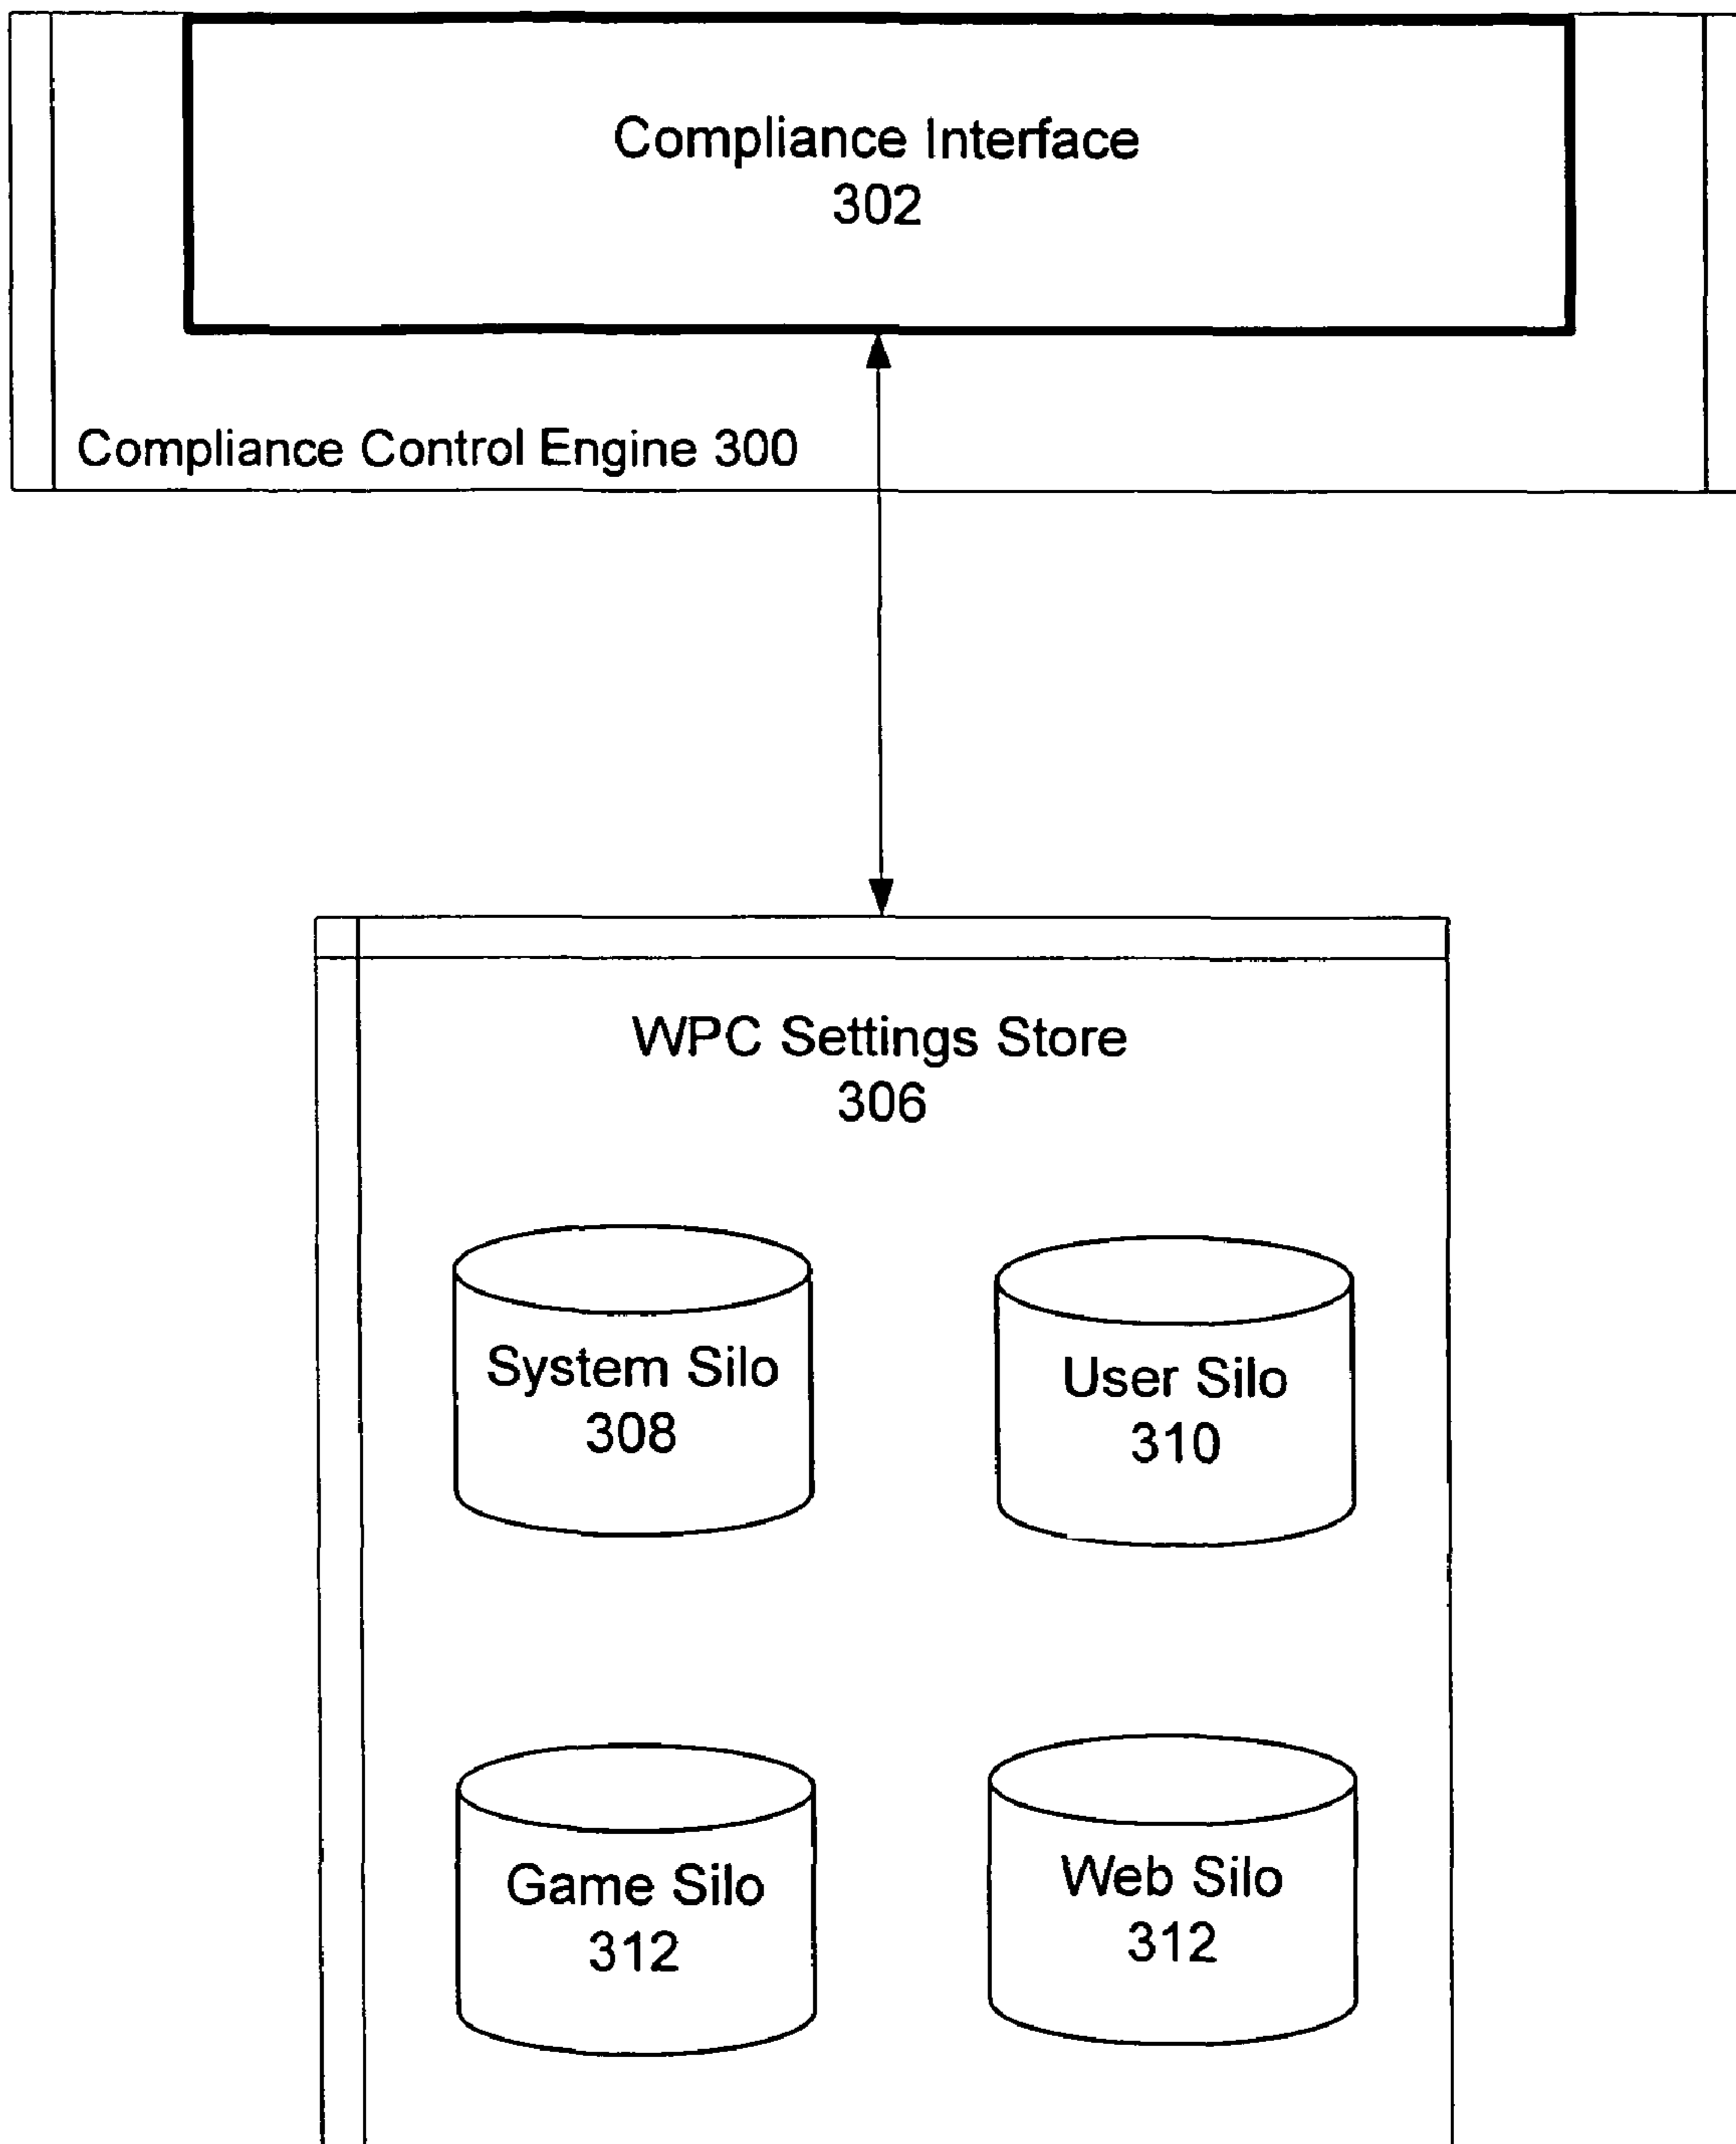 Compliance Interface
302
Compliance Control Engine 300
WPC Settings Store
306
System Silo
308
User Silo
310
Game Silo
312
Web Silo
312